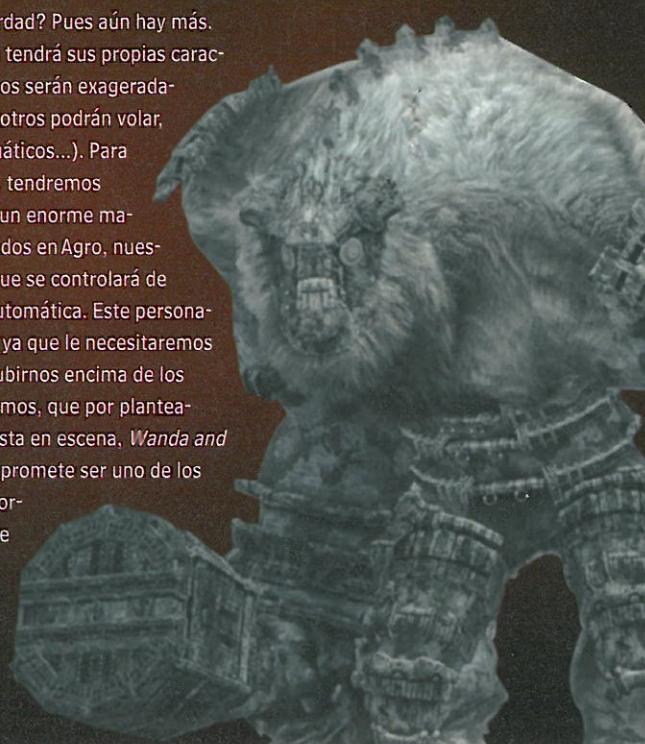 rdad? Pues aún hay más.
tendrá sus propias carac-
os serán exagerada-
otros podrán volar,
áticos...). Para
tendremos
un enorme ma-
dos en Agro, nues-
ue se controlará de
utomática. Este persona-
ya que le necesitaremos
ubirnos encima de los
mos, que por plantea-
sta en escena, Wanda and
promete ser uno de los
or-
e